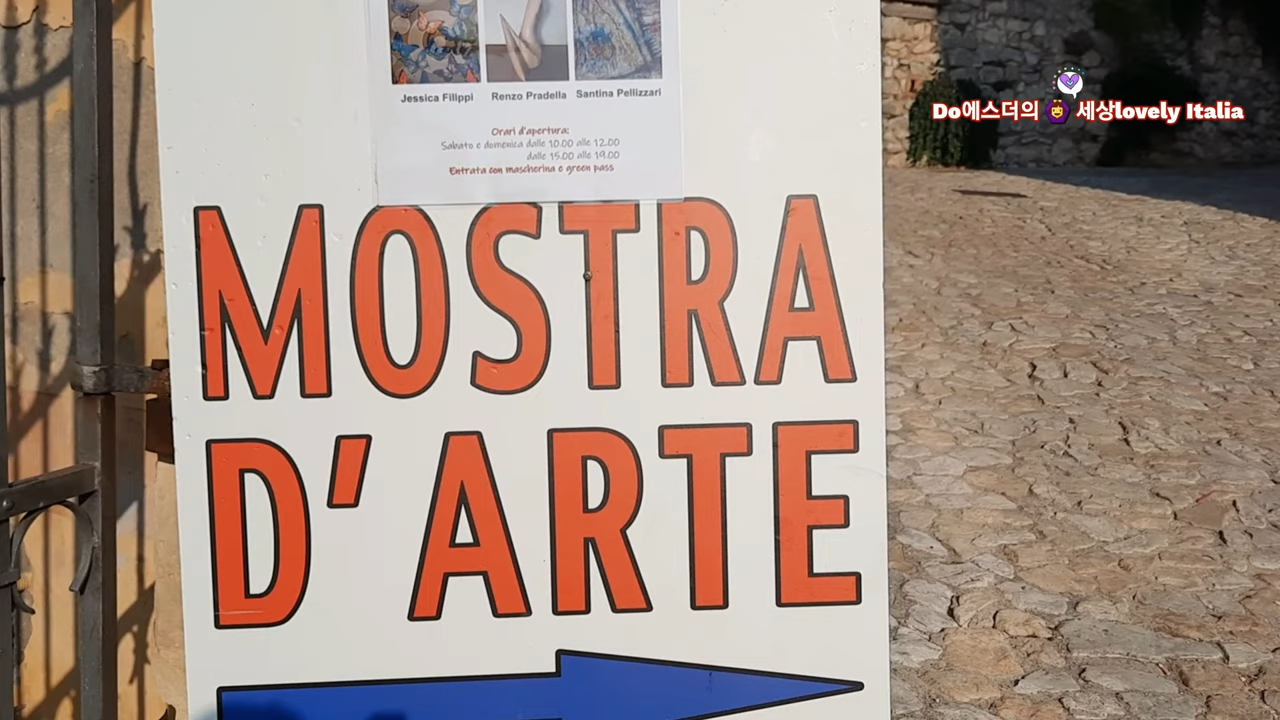 Jessica Filippi
Renzo Pradella
Santina Pellizzari
Orari d'apertura:
Sabato e domenica dalle 10.00 alle 12.00
dalle 15.00 alle 19.00
Entrata con mascherina e green pass
MOSTRA
D'ARTE
Do에스더의 세상lovely Italia